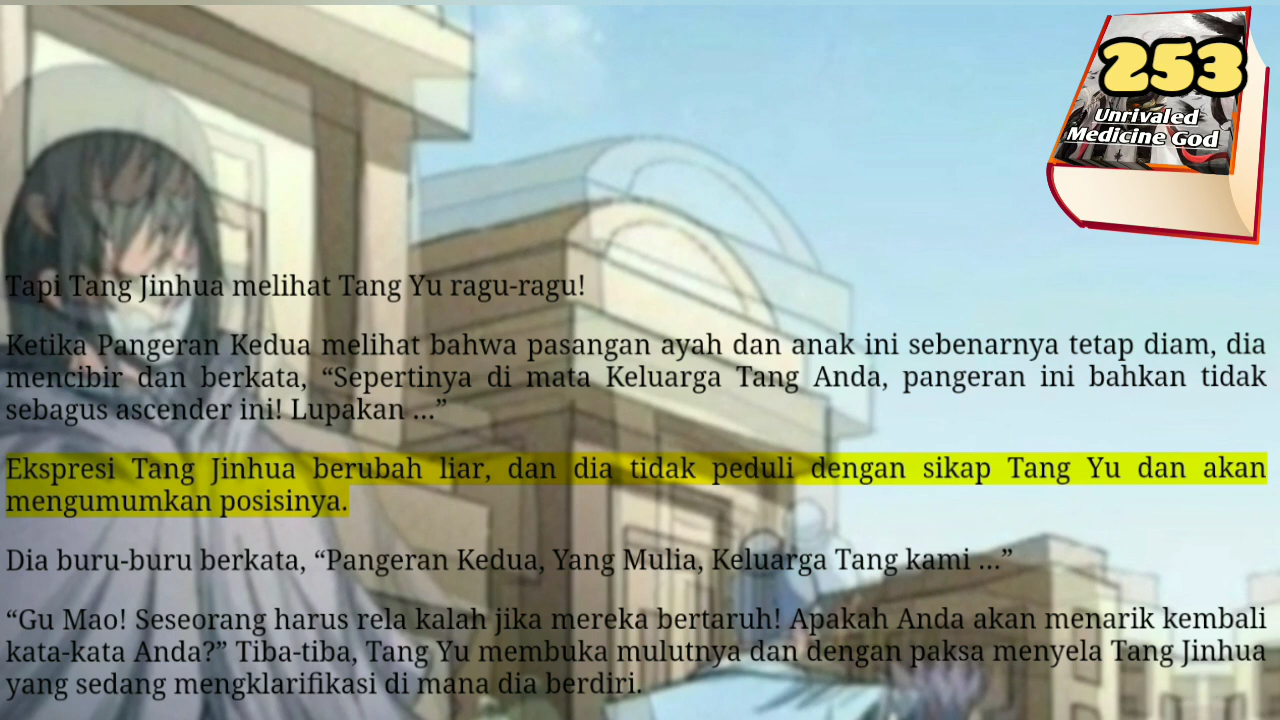 253
Unrivaled
Medicine God
Tapi Tang Jinhua melihat Tang Yu ragu-ragu!
Ketika Pangeran Kedua melihat bahwa pasangan ayah dan anak ini sebenarnya tetap diam, dia
mencibir dan berkata, “Sepertinya di mata Keluarga Tang Anda, pangeran ini bahkan tidak
sebagus ascender ini! Lupakan ...”
Ekspresi Tang Jinhua berubah liar, dan dia tidak peduli dengan sikap Tang Yu dan akan
mengumumkan posisinya.
Dia buru-buru berkata, “Pangeran Kedua, Yang Mulia, Keluarga Tang kami ...”
“Gu Mao! Seseorang harus rela kalah jika mereka bertaruh! Apakah Anda akan menarik kembali
kata-kata Anda?” Tiba-tiba, Tang Yu membuka mulutnya dan dengan paksa menyela Tang Jinhua
yang sedang mengklarifikasi di mana dia berdiri.